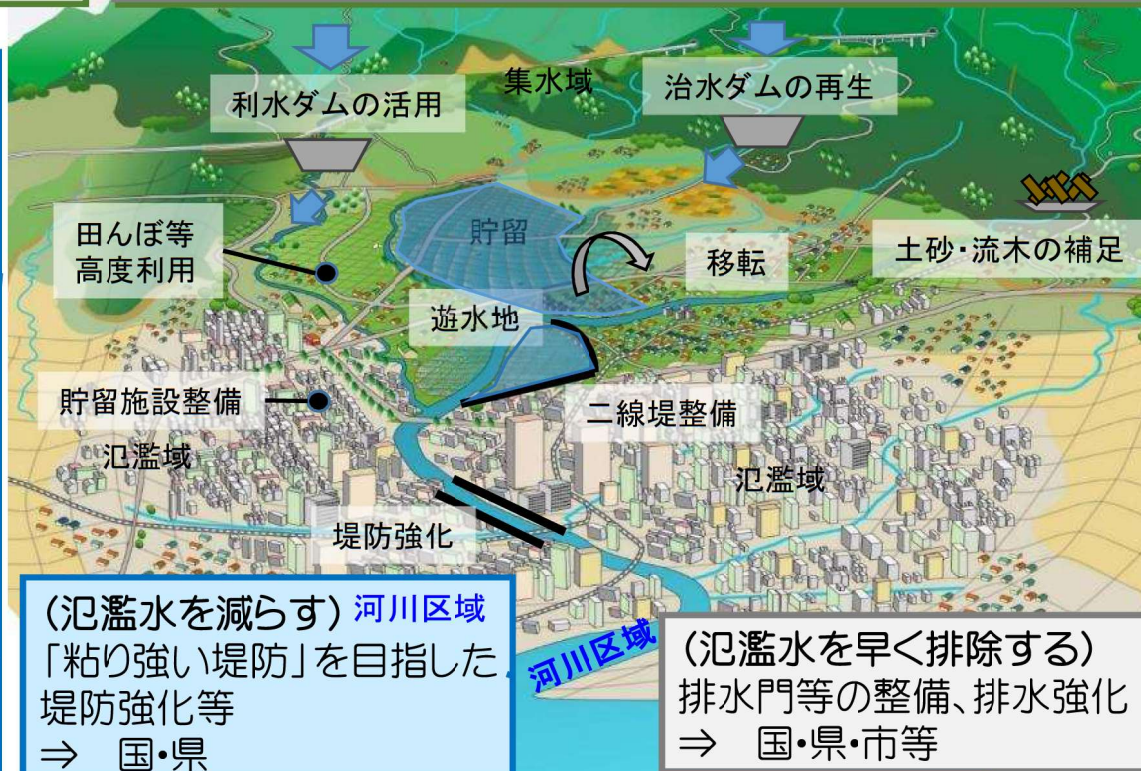 集水域
利水ダムの活用
治水ダムの再生
田んぼ等
高度利用
貯留
移転
土砂・流木の補足
遊水地
貯留施設整備
二線堤整備
氾濫域
氾濫域
堤防強化
(氾濫水を減らす) 河川区域
「粘り強い堤防」を目指した
堤防強化等
⇒ 国・県
河川区域
(氾濫水を早く排除する)
排水門等の整備、排水強化
⇒ 国・県・市等